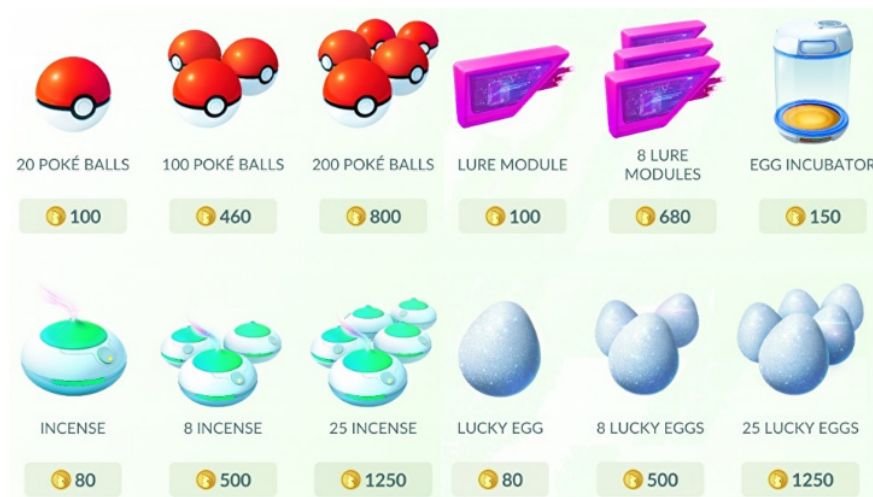 20 POKÉ BALLS
100 POKÉ BALLS
200 POKÉ BALLS
LURE MODULE
8 LURE
MODULES
EGG INCUBATOR
100
460
800
100
680
150
INCENSE
8 INCENSE
25 INCENSE
LUCKY EGG
8 LUCKY EGGS
25 LUCKY EGGS
80
500
1250
80
500
1250